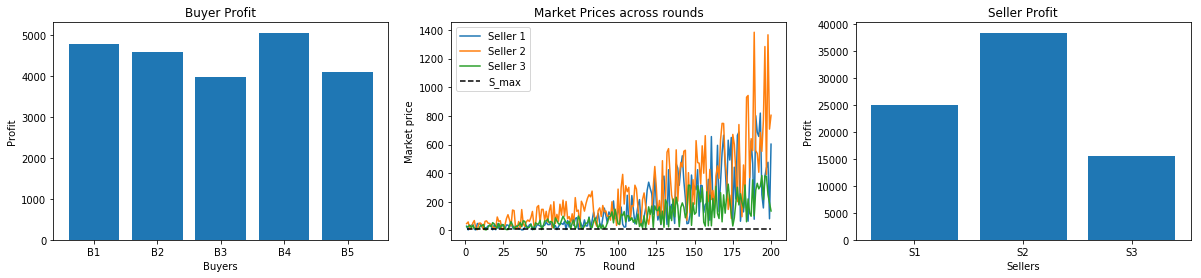 Buyer Profit
Profit
5000
4000
3000
2000
1000
0
B1 B2 B3 B4 B5
Buyers
Market Prices across rounds
Market price
1400
1200
1000
800
600
400
200
0
Seller 1
Seller 2
Seller 3
S_max
0 25 50 75 100 125 150 175 200
Round
Seller Profit
Profit
40000
35000
30000
25000
20000
15000
10000
5000
0
S1 S2 S3
Sellers